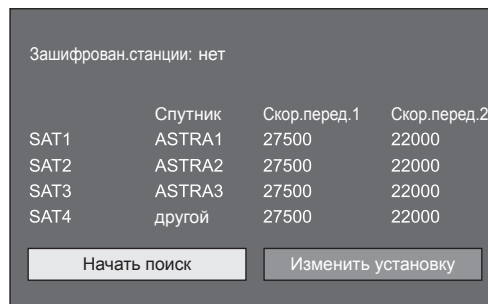 Зашифрован.станции: нет
Спутник Скор.перед.1 Скор.перед.2
SAT1 ASTRA1 27500 22000
SAT2 ASTRA2 27500 22000
SAT3 ASTRA3 27500 22000
SAT4 другой 27500 22000
Начать поиск Изменить установку